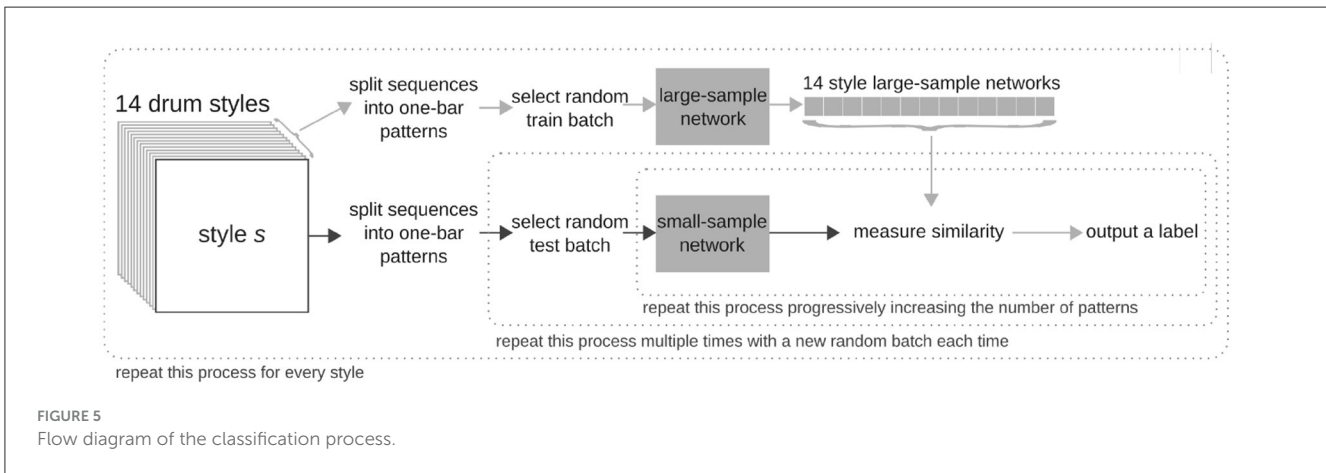 14 drum styles
split sequences
into one-bar
patterns
select random
train batch
large-sample
network
14 style large-sample networks
style s
split sequences
into one-bar
patterns
select random
test batch
small-sample
network
measure similarity
output a label
repeat this process progressively increasing the number of patterns
repeat this process multiple times with a new random batch each time
repeat this process for every style
FIGURE 5
Flow diagram of the classification process.